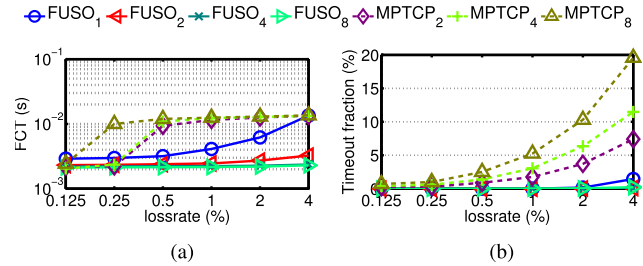 FUSO₁ FUSO₂ FUSO₄ FUSO₈ MPTCP₂ MPTCP₄ MPTCP₈
10⁻¹
10⁻²
10⁻³
FCT (s)
0.125 0.25 0.5 1 2 4
lossrate (%)
(a)
20
15
10
5
Timeout fraction (%)
0.125 0.25 0.5 1 2 4
lossrate (%)
(b)